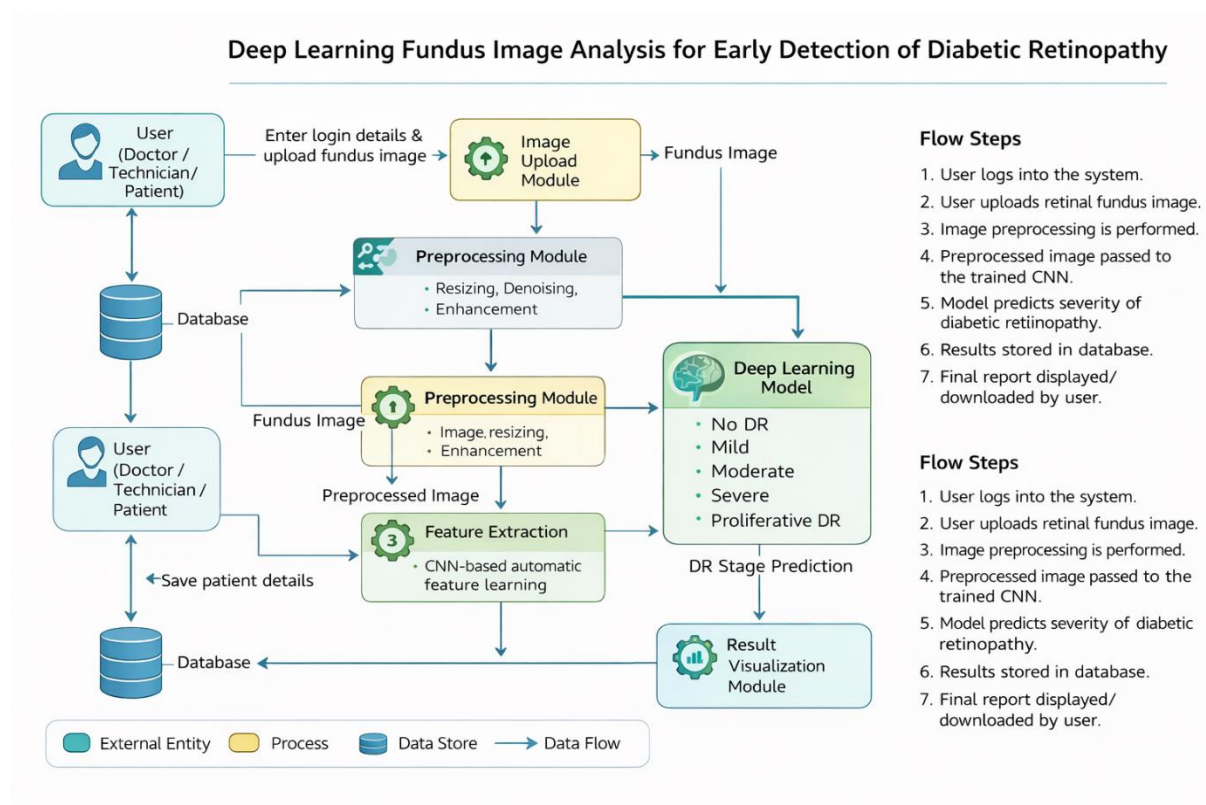 Deep Learning Fundus Image Analysis for Early Detection of Diabetic Retinopathy
User
(Doctor /
Technician/
Patient)
Enter login details &
upload fundus image
Image
Upload
Module
Fundus Image
Preprocessing Module
• Resizing, Denoising,
• Enhancement
Database
Preprocessing Module
• Image, resizing,
• Enhancement
Fundus Image
Preprocessed Image
Deep Learning
Model
• No DR
• Mild
• Moderate
• Severe
• Proliferative DR
User
(Doctor /
Technician /
Patient
3
Feature Extraction
• CNN-based automatic
feature learning
DR Stage Prediction
Save patient details
Database
Result
Visualization
Module
External Entity
Process
Data Store
Data Flow
Flow Steps
1. User logs into the system.
2. User uploads retinal fundus image.
3. Image preprocessing is performed.
4. Preprocessed image passed to
the trained CNN.
5. Model predicts severity of
diabetic retiinopathy.
6. Results stored in database.
7. Final report displayed/
downloaded by user.
Flow Steps
1. User logs into the system.
2. User uploads retinal fundus image.
3. Image preprocessing is performed.
4. Preprocessed image passed to the
trained CNN.
5. Model predicts severity of diabetic
retinopathy.
6. Results stored in database.
7. Final report displayed/
downloaded by user.